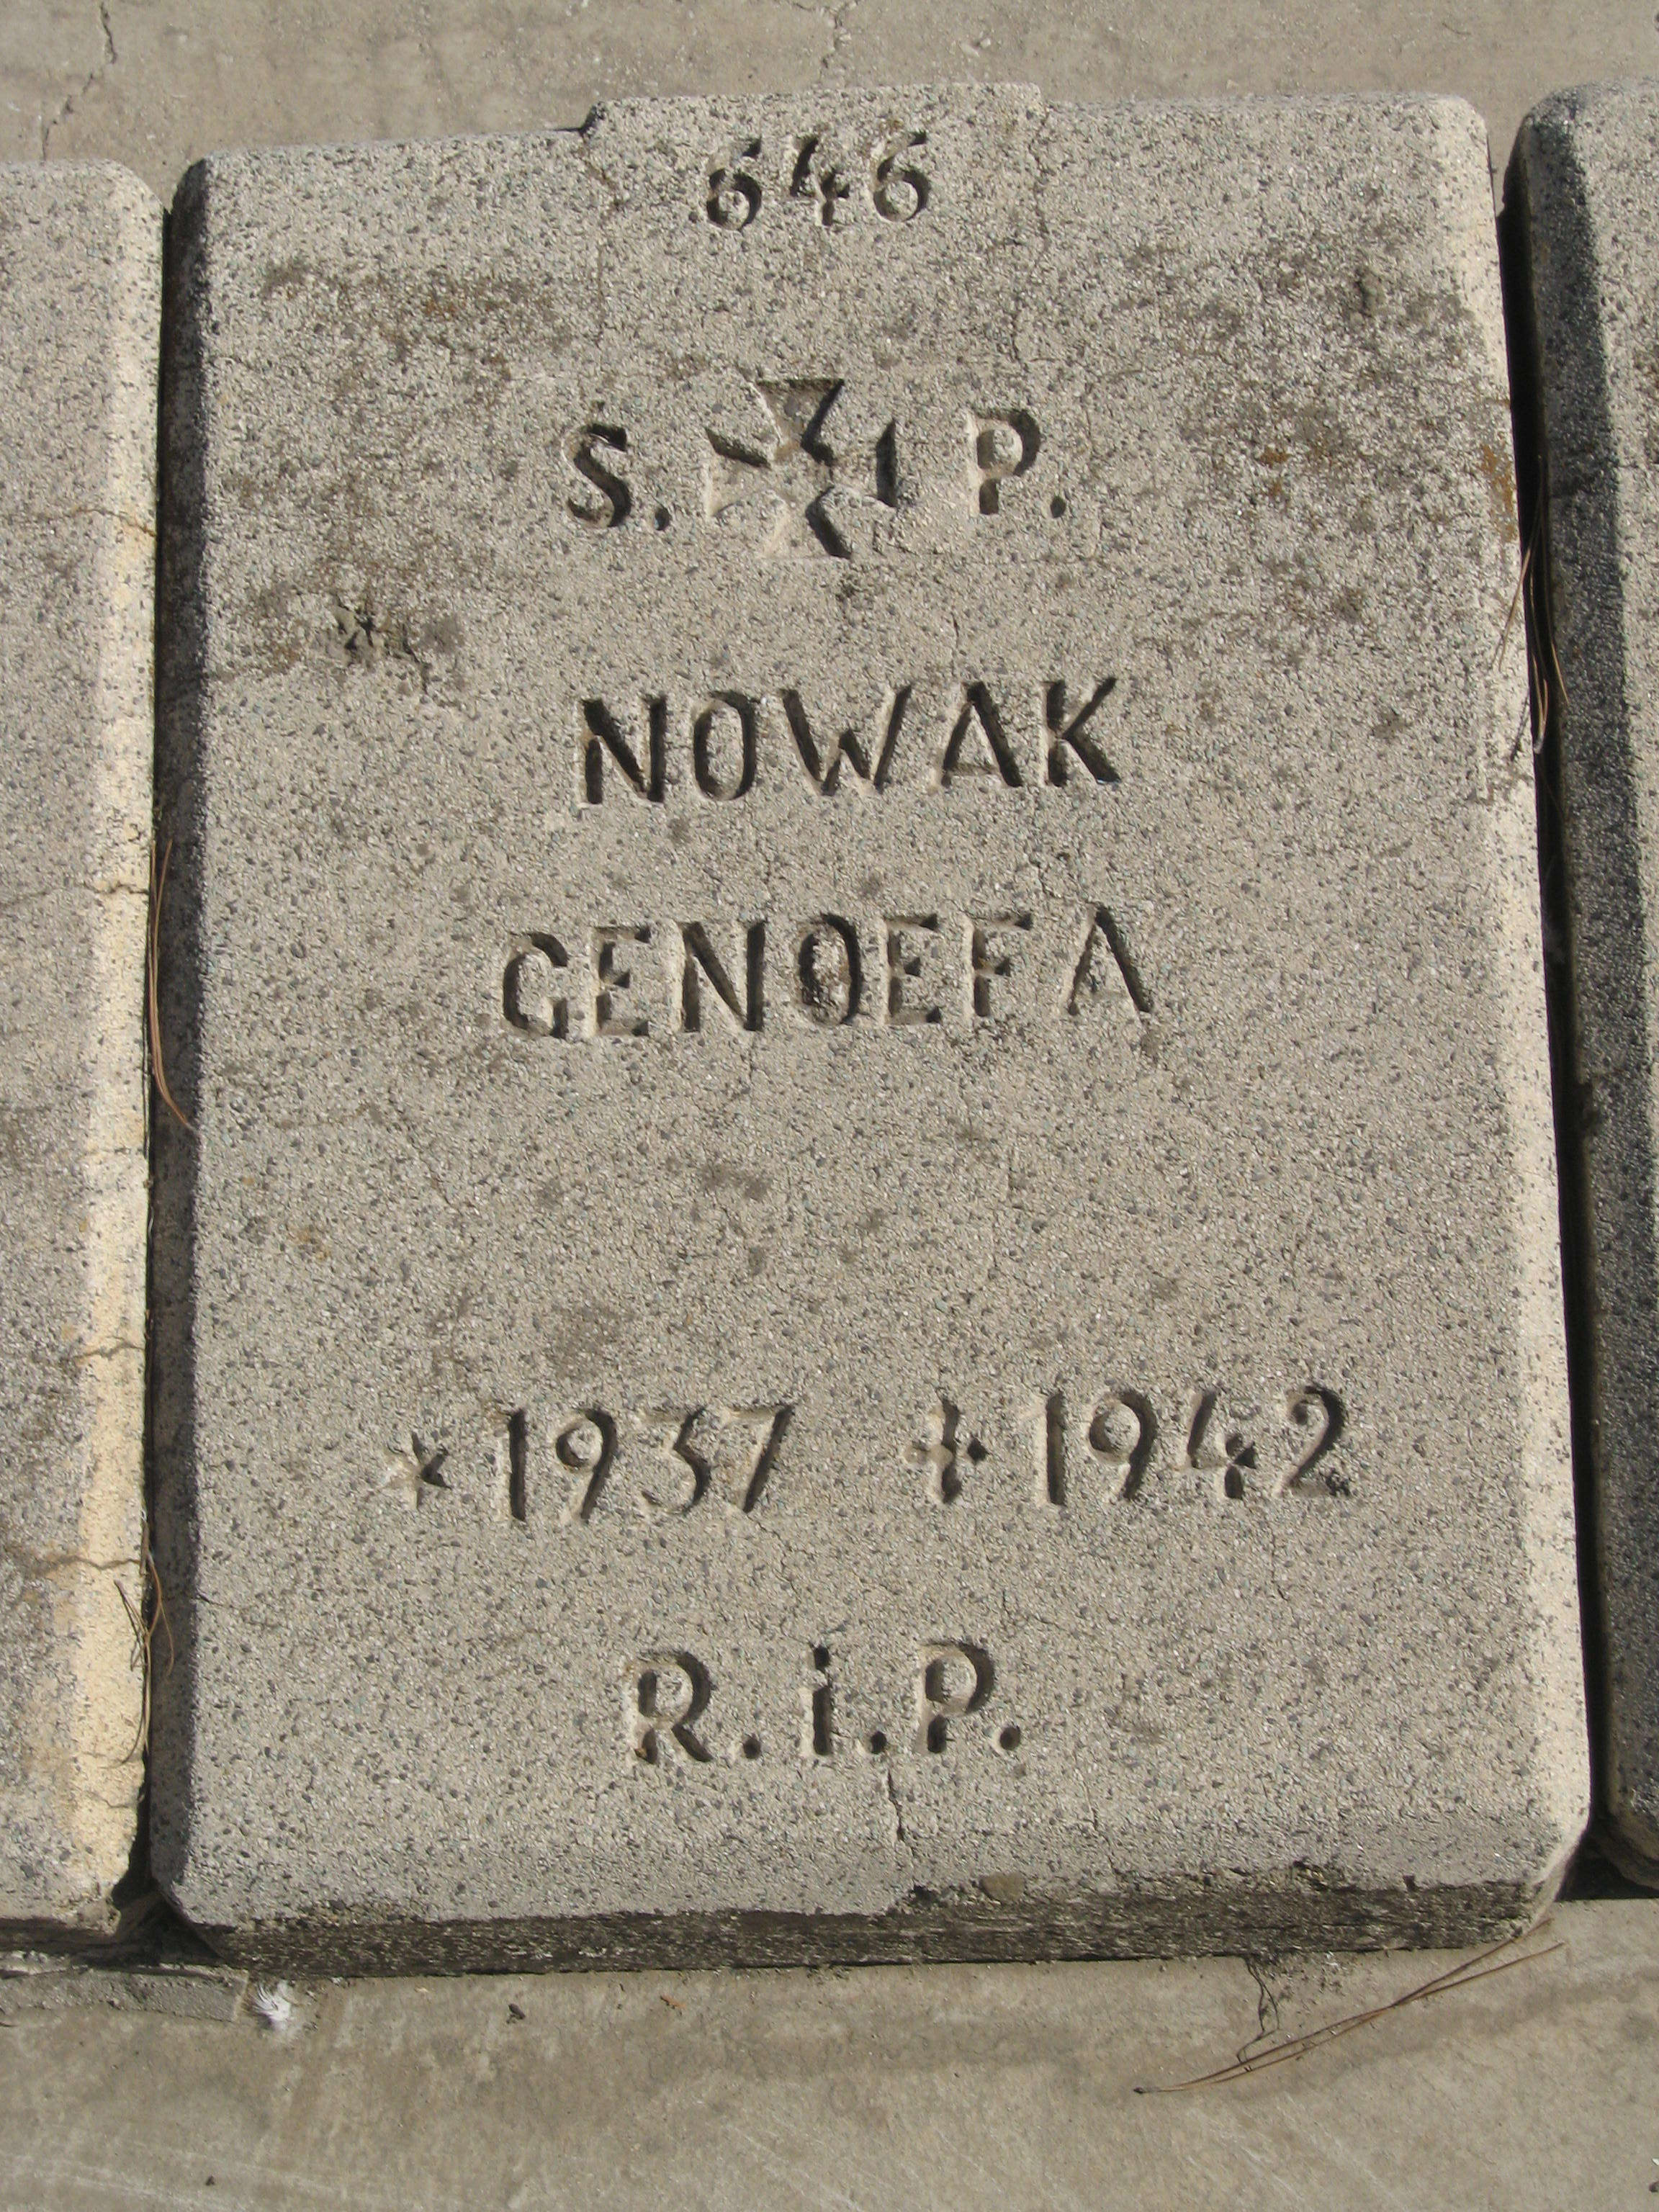 646
S. ✠ P.
NOWAK
GENOEFA
* 1937 + 1942
R.i.P.